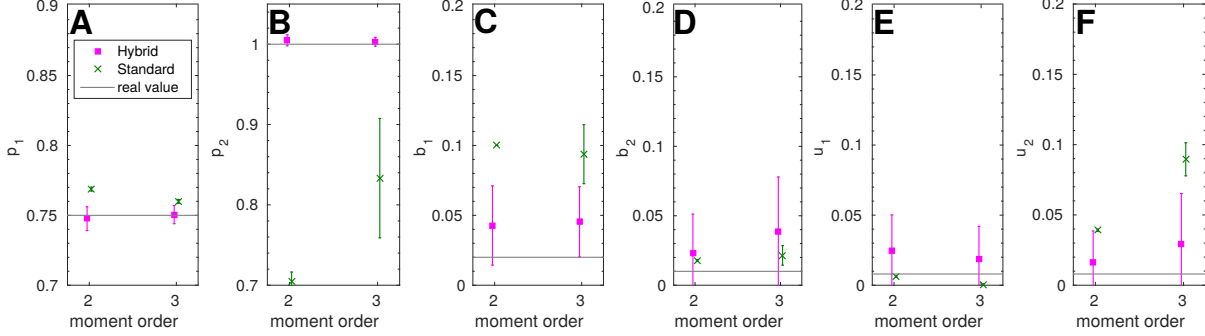 A
p1
0.9
0.85
0.8
0.75
0.7
Hybrid
Standard
real value
2
3
moment order
B
p2
1
0.9
0.8
0.7
2
3
moment order
C
b1
0.2
0.15
0.1
0.05
0
2
3
moment order
D
b2
0.2
0.15
0.1
0.05
0
2
3
moment order
E
u1
0.2
0.15
0.1
0.05
0
2
3
moment order
F
u2
0.2
0.15
0.1
0.05
0
2
3
moment order